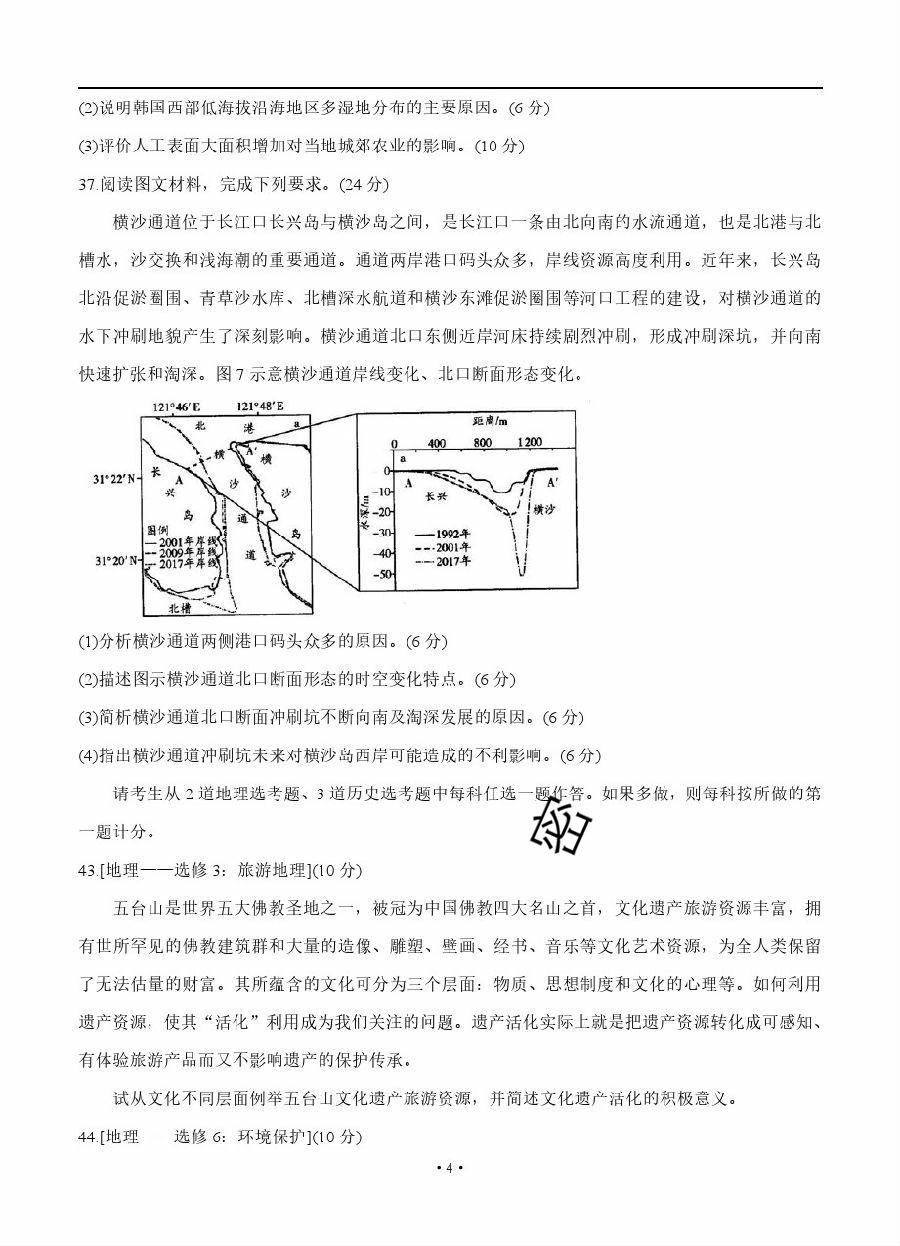 (2)说明韩国西部低海拔沿海地区多湿地分布的主要原因。(6 分)
(3)评价人工表面大面积增加对当地城郊农业的影响。(10 分)
37.阅读图文材料，完成下列要求。(24 分)
横沙通道位于长江口长兴岛与横沙岛之间，是长江口一条由北向南的水流通道，也是北港与北
槽水，沙交换和浅海潮的重要通道。通道两岸港口码头众多，岸线资源高度利用。近年来，长兴岛
北沿促淤圈围、青草沙水库、北槽深水航道和横沙东滩促淤圈围等河口工程的建设，对横沙通道的
水下冲刷地貌产生了深刻影响。横沙通道北口东侧近岸河床持续剧烈冲刷，形成冲刷深坑，并向南
快速扩张和淘深。图 7 示意横沙通道岸线变化、北口断面形态变化。
121°46′E 121°48′E
北 港 a
横 A′ 横
31°22′N 长 A 沙 沙
兴
岛 通 岛
图例
2001年岸线
2009年岸线
31°20′N 2017年岸线 道
北槽
距离/m
0 400 800 1200
a
0 A A′
水深/m
-10 长兴
-20 横沙
-30 1992年
-40 2001年
-50 2017年
(1)分析横沙通道两侧港口码头众多的原因。(6 分)
(2)描述图示横沙通道北口断面形态的时空变化特点。(6 分)
(3)简析横沙通道北口断面冲刷坑不断向南及淘深发展的原因。(6 分)
(4)指出横沙通道冲刷坑未来对横沙岛西岸可能造成的不利影响。(6 分)
请考生从 2 道地理选考题、3 道历史选考题中每科任选一题作答。如果多做，则每科按所做的第
一题计分。
密
43.[地理——选修 3：旅游地理](10 分)
五台山是世界五大佛教圣地之一，被冠为中国佛教四大名山之首，文化遗产旅游资源丰富，拥
有世所罕见的佛教建筑群和大量的造像、雕塑、壁画、经书、音乐等文化艺术资源，为全人类保留
了无法估量的财富。其所蕴含的文化可分为三个层面：物质、思想制度和文化的心理等。如何利用
遗产资源，使其“活化”利用成为我们关注的问题。遗产活化实际上就是把遗产资源转化成可感知、
有体验旅游产品而又不影响遗产的保护传承。
试从文化不同层面例举五台山文化遗产旅游资源，并简述文化遗产活化的积极意义。
44.[地理 选修 6：环境保护](10 分)
• 4 •